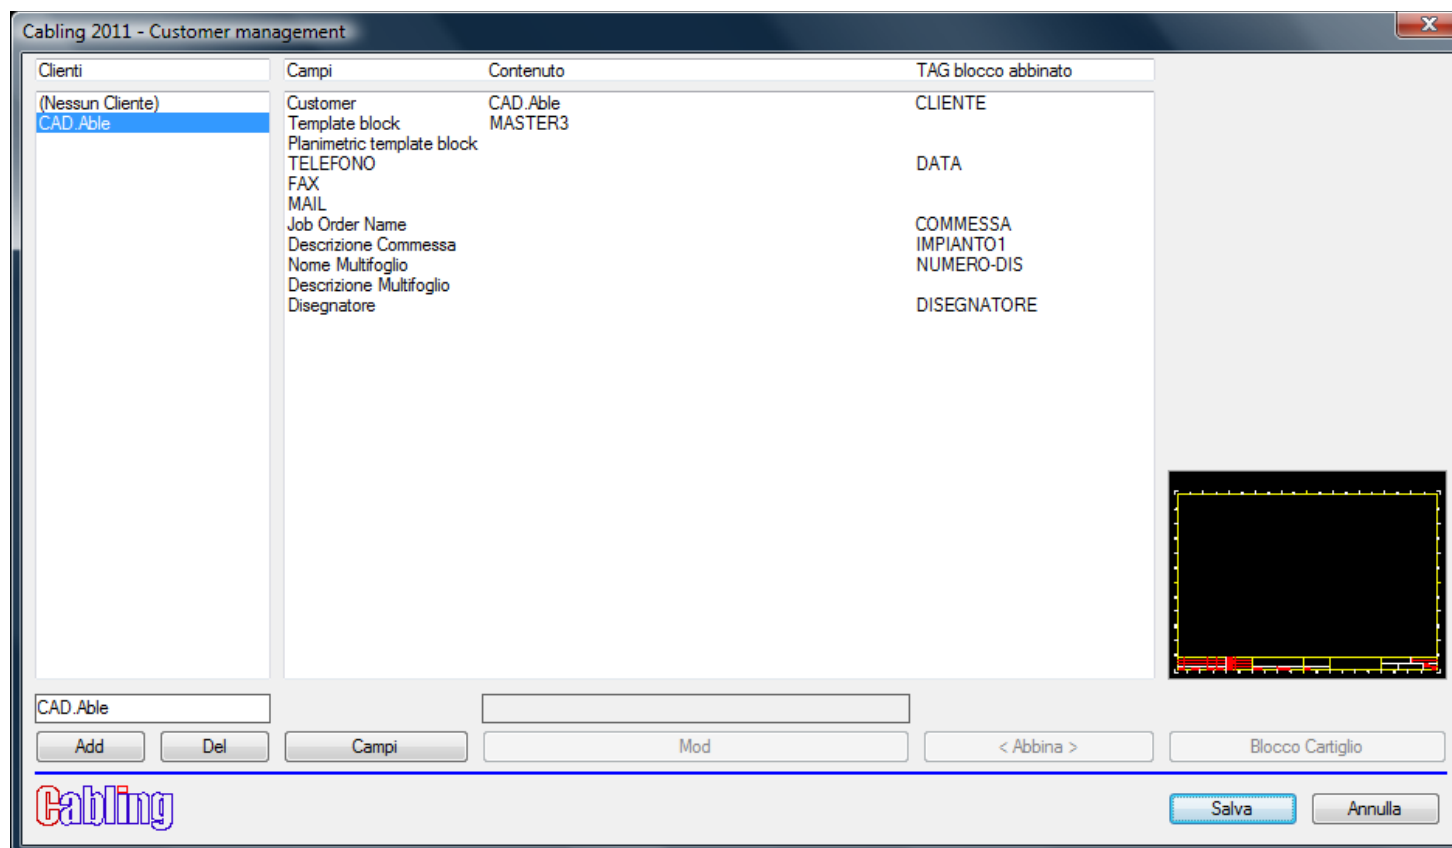 Cabling 2011 - Customer management
X
Clienti Campi Contenuto TAG blocco abbinato
(Nessun Cliente) Customer CAD.Able CLIENTE
CAD.Able Template block MASTER3
Planimetric template block
TELEFONO DATA
FAX
MAIL
Job Order Name COMMESSA
Descrizione Commessa IMPIANTO1
Nome Multifoglio NUMERO-DIS
Descrizione Multifoglio
Disegnatore DISEGNATORE
CAD.Able
Add Del Campi Mod < Abbina > Blocco Cartiglio
Cabling Salva Annulla